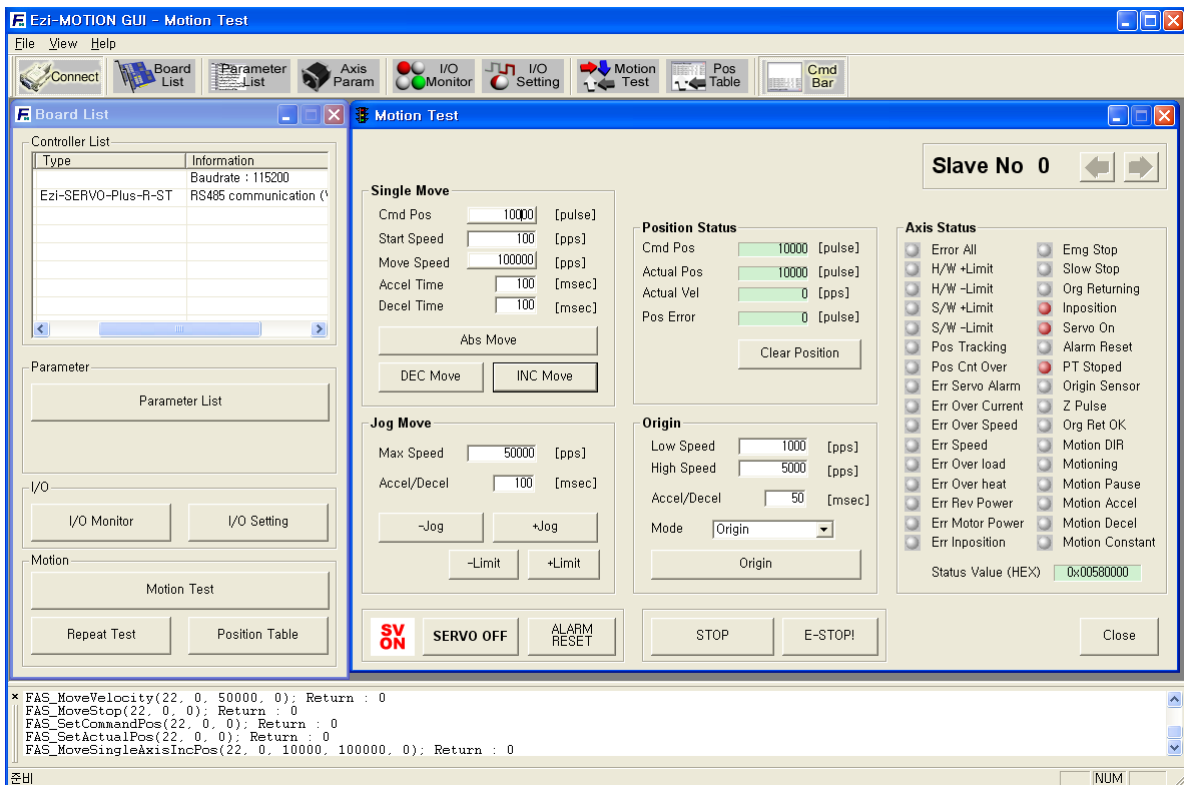 Ezi-MOTION GUI - Motion Test
File View Help
Connect
Board List
Parameter List
Axis Param
I/O Monitor
I/O Setting
Motion Test
Pos Table
Cmd Bar
Board List
Controller List
Type Information
Baudrate : 115200
Ezi-SERVO-Plus-R-ST RS485 communication (
Parameter
Parameter List
I/O
I/O Monitor I/O Setting
Motion
Motion Test
Repeat Test Position Table
Motion Test
Slave No 0
Single Move
Cmd Pos 10000 [pulse]
Start Speed 100 [pps]
Move Speed 100000 [pps]
Accel Time 100 [msec]
Decel Time 100 [msec]
Abs Move
DEC Move INC Move
Jog Move
Max Speed 50000 [pps]
Accel/Decel 100 [msec]
-Jog +Jog
-Limit +Limit
Position Status
Cmd Pos 10000 [pulse]
Actual Pos 10000 [pulse]
Actual Vel 0 [pps]
Pos Error 0 [pulse]
Clear Position
Origin
Low Speed 1000 [pps]
High Speed 5000 [pps]
Accel/Decel 50 [msec]
Mode Origin
Origin
Axis Status
Error All Emg Stop
H/W +Limit Slow Stop
H/W -Limit Org Returning
S/W +Limit Inposition
S/W -Limit Servo On
Pos Tracking Alarm Reset
Pos Cnt Over PT Stoped
Err Servo Alarm Origin Sensor
Err Over Current Z Pulse
Err Over Speed Org Ret OK
Err Speed Motion DIR
Err Over load Motioning
Err Over heat Motion Pause
Err Rev Power Motion Accel
Err Motor Power Motion Decel
Err Inposition Motion Constant
Status Value (HEX) 0x00580000
SV ON
SERVO OFF
ALARM RESET
STOP E-STOP!
Close
FAS_MoveVelocity(22, 0, 50000, 0); Return : 0
FAS_MoveStop(22, 0, 0); Return : 0
FAS_SetCommandPos(22, 0, 0); Return : 0
FAS_SetActualPos(22, 0, 0); Return : 0
FAS_MoveSingleAxisIncPos(22, 0, 10000, 100000, 0); Return : 0
준비 NUM